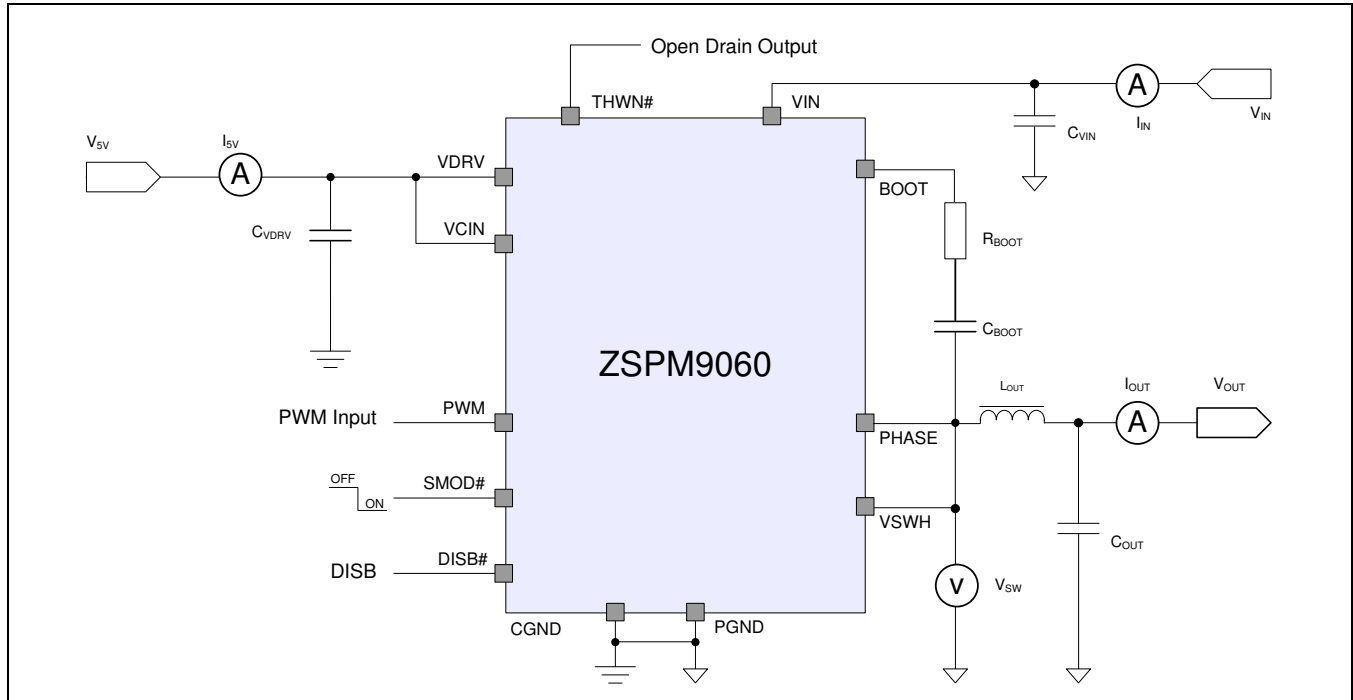 Open Drain Output
THWN#
VIN
A
IIN
VIN
CVIN
V5V
I5V
A
VDRV
BOOT
CVDRV
VCIN
RBOOT
CBOOT
ZSPM9060
LOUT
IOUT
VOUT
PWM Input
PWM
PHASE
A
OFF
ON
SMOD#
VSWH
COUT
DISB
DISB#
V
VSW
CGND
PGND